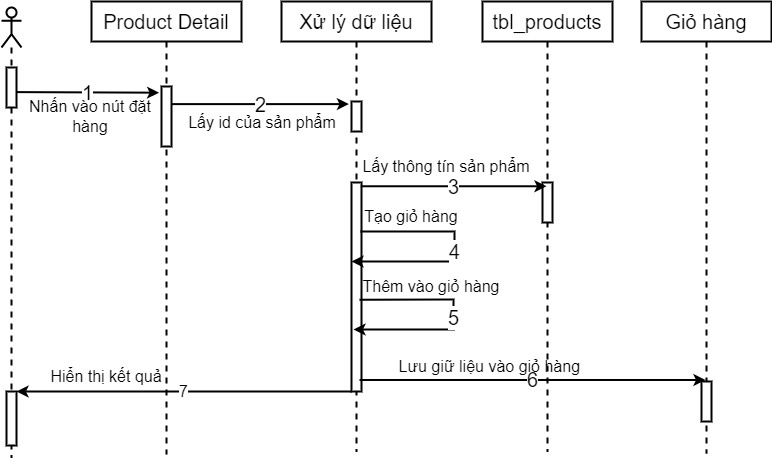 Product Detail
Xử lý dữ liệu
tbl_products
Giỏ hàng
1
Nhấn vào nút đặt
hàng
2
Lấy id của sản phẩm
Lấy thông tín sản phẩm
3
Tạo giỏ hàng
4
Thêm vào giỏ hàng
5
Lưu giữ liệu vào giỏ hàng
6
Hiển thị kết quả
7